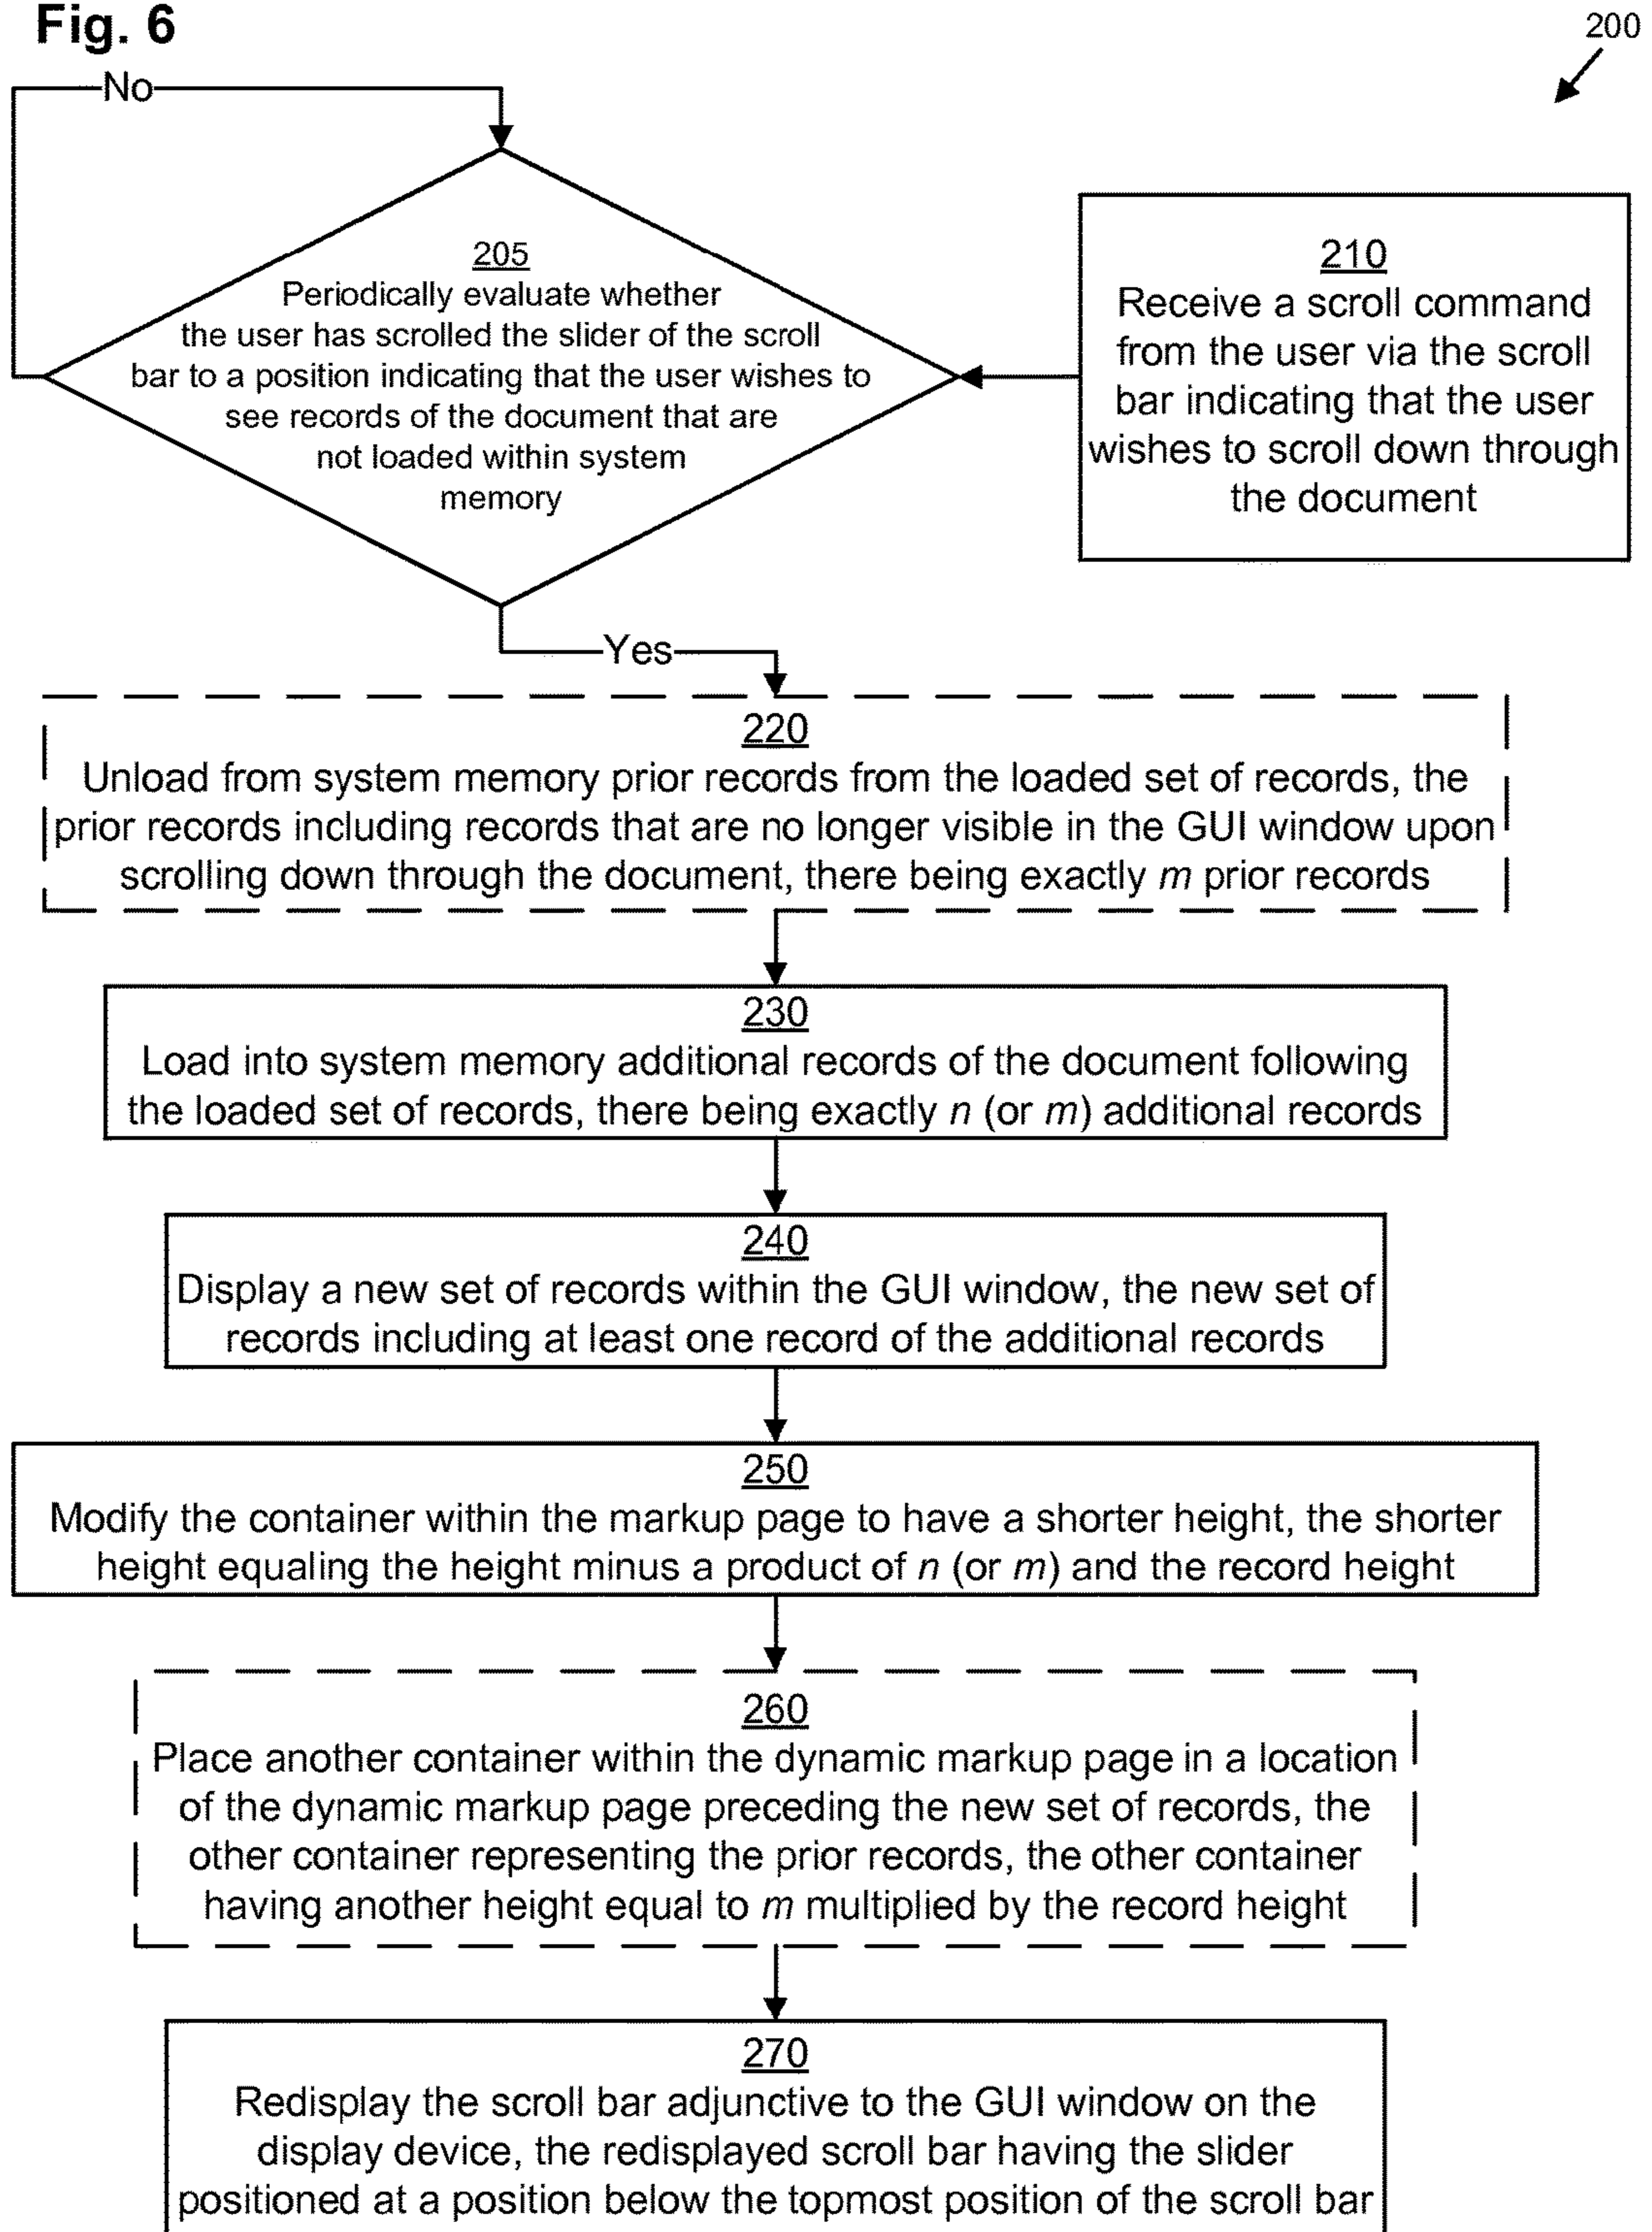 Fig. 6
200
No
205
Periodically evaluate whether
the user has scrolled the slider of the scroll
bar to a position indicating that the user wishes to
see records of the document that are
not loaded within system
memory
210
Receive a scroll command
from the user via the scroll
bar indicating that the user
wishes to scroll down through
the document
Yes
220
Unload from system memory prior records from the loaded set of records, the
prior records including records that are no longer visible in the GUI window upon
scrolling down through the document, there being exactly m prior records
230
Load into system memory additional records of the document following
the loaded set of records, there being exactly n (or m) additional records
240
Display a new set of records within the GUI window, the new set of
records including at least one record of the additional records
250
Modify the container within the markup page to have a shorter height, the shorter
height equaling the height minus a product of n (or m) and the record height
260
Place another container within the dynamic markup page in a location
of the dynamic markup page preceding the new set of records, the
other container representing the prior records, the other container
having another height equal to m multiplied by the record height
270
Redisplay the scroll bar adjunctive to the GUI window on the
display device, the redisplayed scroll bar having the slider
positioned at a position below the topmost position of the scroll bar